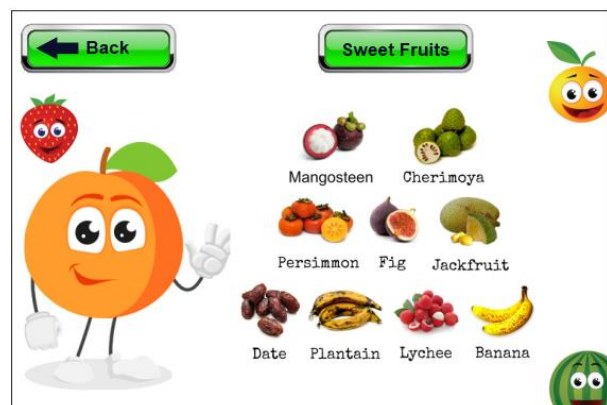 Back
Sweet Fruits
Mangosteen Cherimoya
Persimmon Fig Jackfruit
Date Plantain Lychee Banana